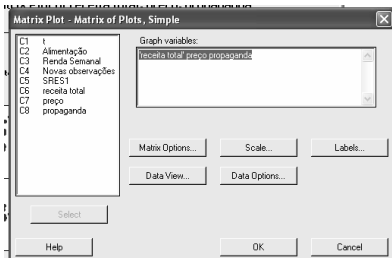 Matrix Plot - Matrix of Plots, Simple
C1 t
C2 Alimentação
C3 Renda Semanal
C4 Novas observações
C5 SRES1
C6 receita total
C7 preço
C8 propaganda
Graph variables:
'receita total' preço propaganda
Matrix Options...
Scale...
Labels...
Data View...
Data Options...
Select
Help
OK
Cancel